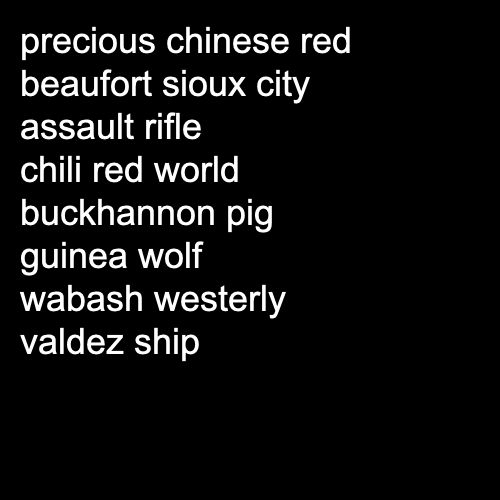 precious chinese red
beaufort sioux city
assault rifle
chili red world
buckhannon pig
guinea wolf
wabash westerly
valdez ship